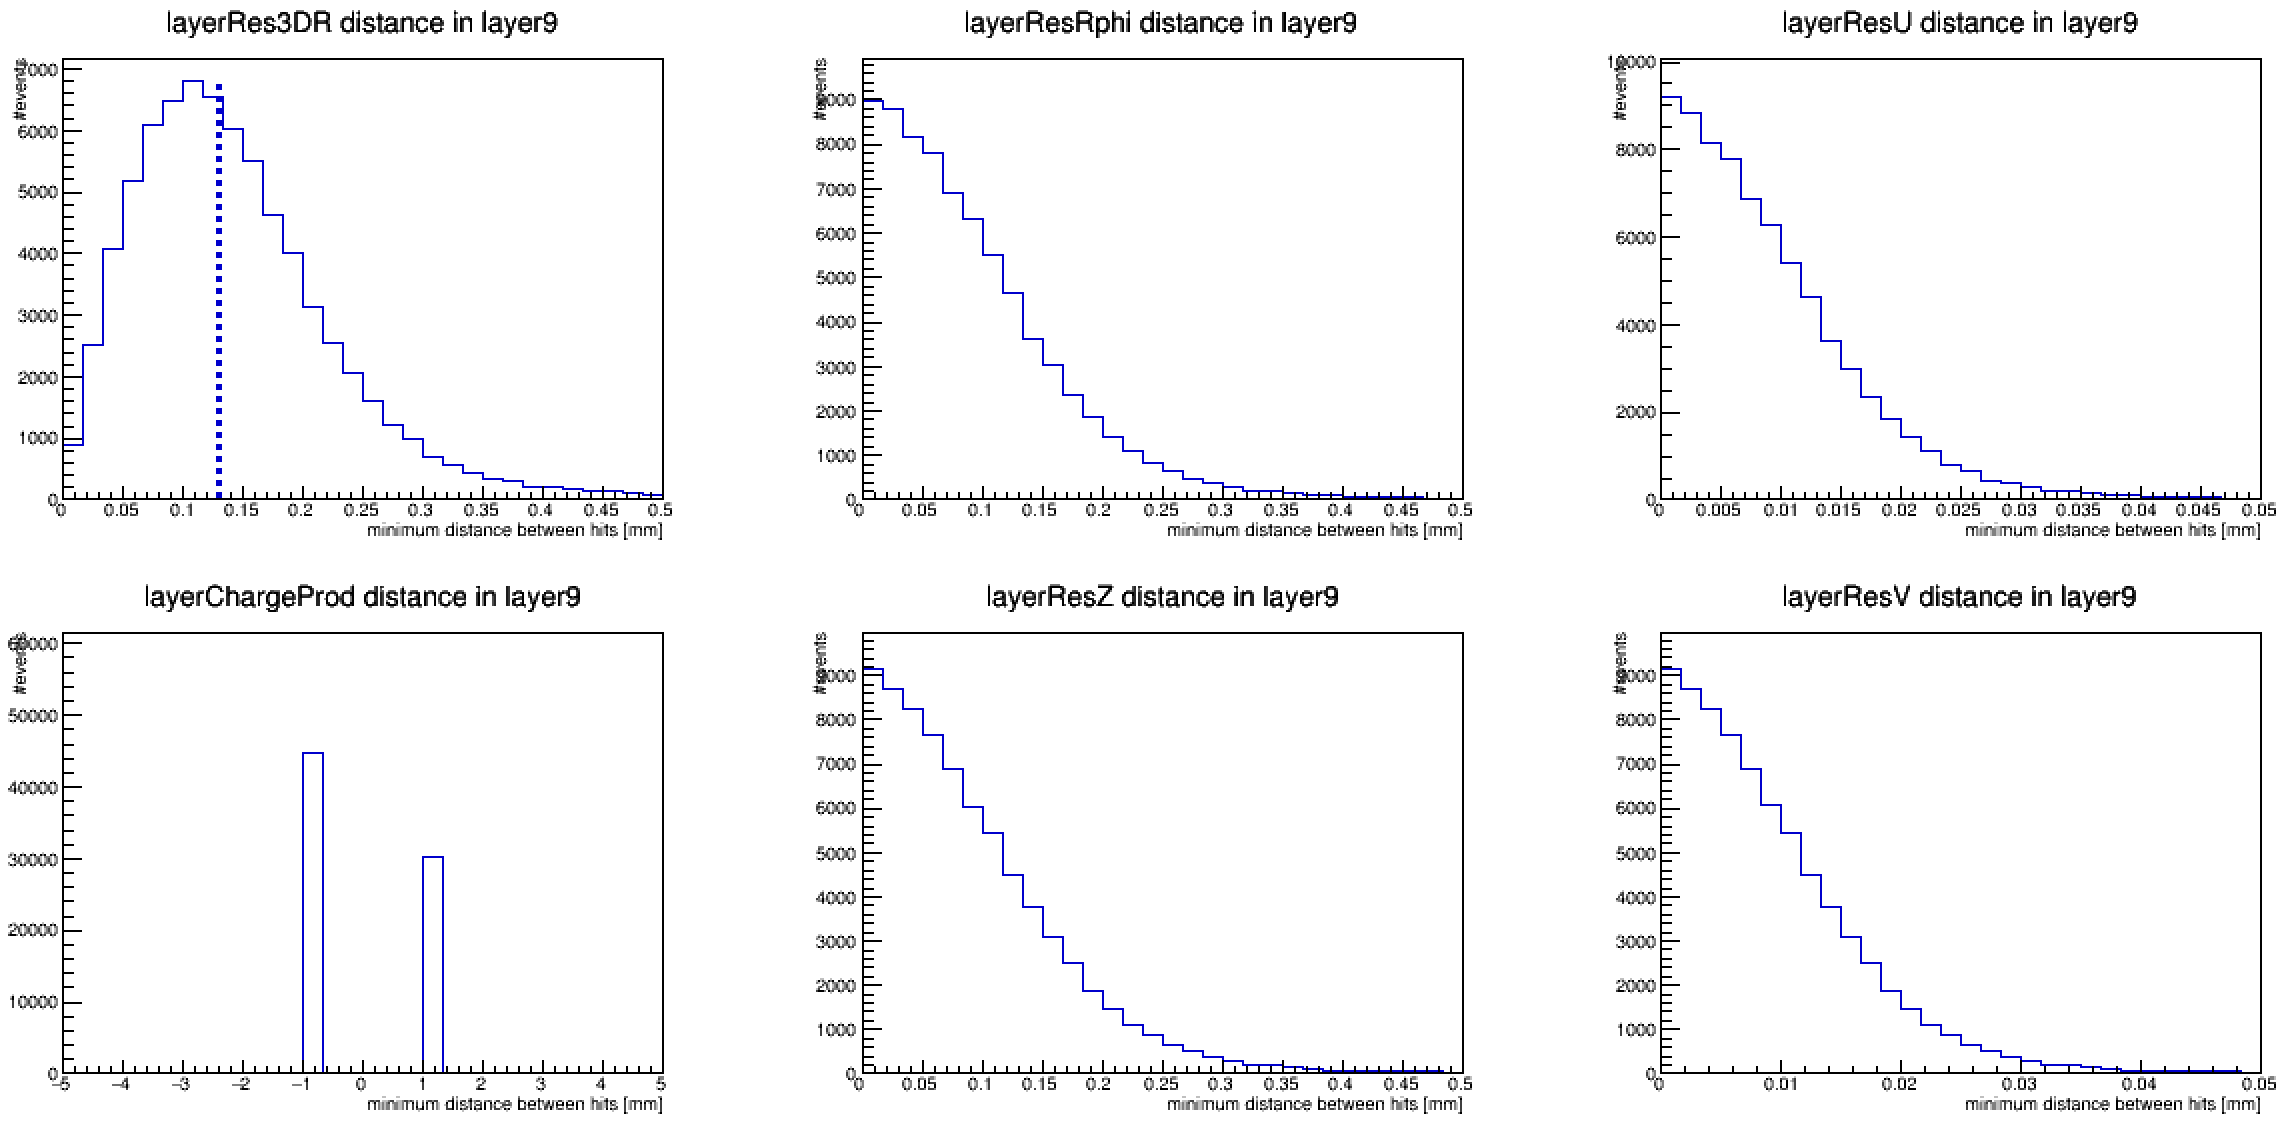 layerRes3DR distance in layer9
#events
7000
6000
5000
4000
3000
2000
1000
0
0 0.05 0.1 0.15 0.2 0.25 0.3 0.35 0.4 0.45 0.5
minimum distance between hits [mm]
layerResRphi distance in layer9
#events
9000
8000
7000
6000
5000
4000
3000
2000
1000
0
0 0.05 0.1 0.15 0.2 0.25 0.3 0.35 0.4 0.45 0.5
minimum distance between hits [mm]
layerResU distance in layer9
#events
10000
8000
6000
4000
2000
0
0 0.005 0.01 0.015 0.02 0.025 0.03 0.035 0.04 0.045 0.05
minimum distance between hits [mm]
layerChargeProd distance in layer9
#events
60000
50000
40000
30000
20000
10000
0
−5 −4 −3 −2 −1 0 1 2 3 4 5
minimum distance between hits [mm]
layerResZ distance in layer9
#events
9000
8000
7000
6000
5000
4000
3000
2000
1000
0
0 0.05 0.1 0.15 0.2 0.25 0.3 0.35 0.4 0.45 0.5
minimum distance between hits [mm]
layerResV distance in layer9
#events
9000
8000
7000
6000
5000
4000
3000
2000
1000
0
0 0.01 0.02 0.03 0.04 0.05
minimum distance between hits [mm]